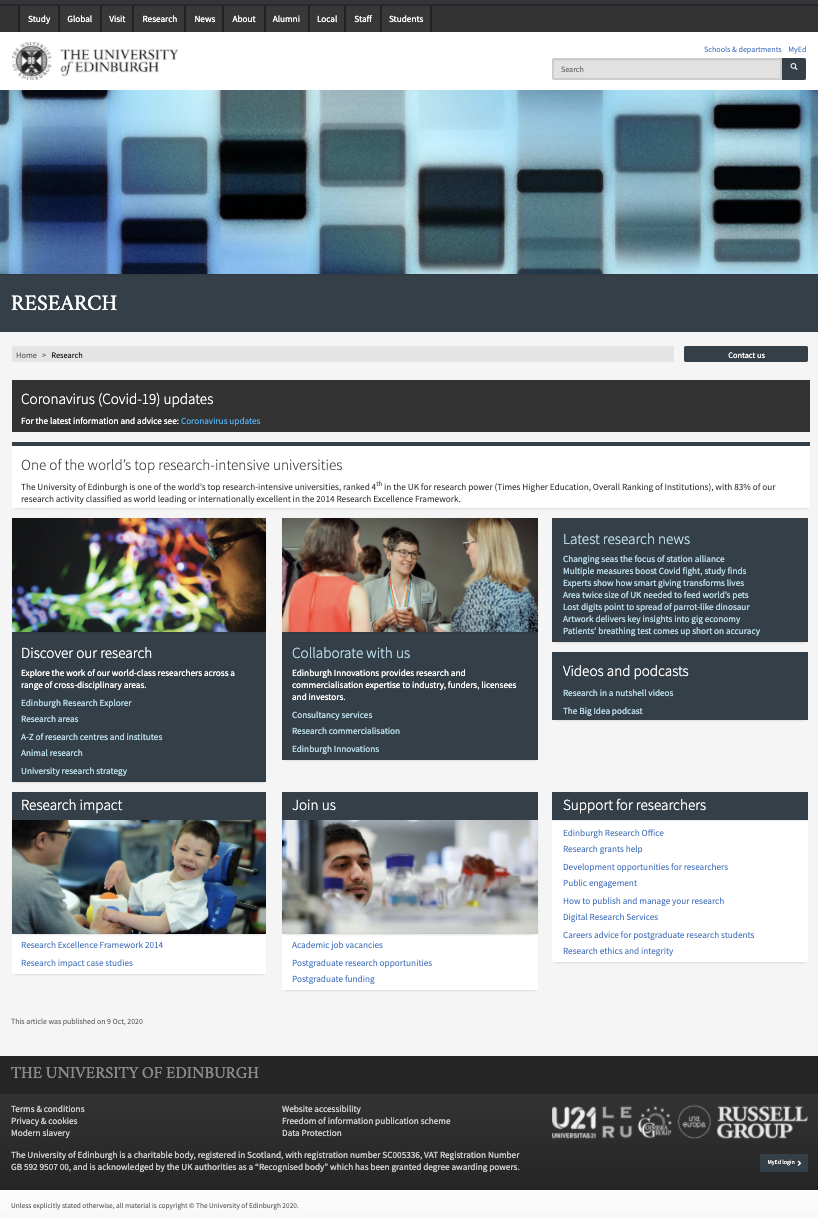 Study Global Visit Research News About Alumni Local Staff Students
THE UNIVERSITY
of EDINBURGH
Schools & departments MyEd
Search
RESEARCH
Home > Research
Contact us
Coronavirus (Covid-19) updates
For the latest information and advice see: Coronavirus updates
One of the world's top research-intensive universities
The University of Edinburgh is one of the world's top research-intensive universities, ranked 4th in the UK for research power (Times Higher Education, Overall Ranking of Institutions), with 83% of our
research activity classified as world leading or internationally excellent in the 2014 Research Excellence Framework.
Discover our research
Explore the work of our world-class researchers across a
range of cross-disciplinary areas.
Edinburgh Research Explorer
Research areas
A-Z of research centres and institutes
Animal research
University research strategy
Collaborate with us
Edinburgh Innovations provides research and
commercialisation expertise to industry, funders, licensees
and investors.
Consultancy services
Research commercialisation
Edinburgh Innovations
Latest research news
Changing seas the focus of station alliance
Multiple measures boost Covid fight, study finds
Experts show how smart giving transforms lives
Area twice size of UK needed to feed world's pets
Lost digits point to spread of parrot-like dinosaur
Artwork delivers key insights into gig economy
Patients' breathing test comes up short on accuracy
Videos and podcasts
Research in a nutshell videos
The Big Idea podcast
Research impact
Research Excellence Framework 2014
Research impact case studies
Join us
Academic job vacancies
Postgraduate research opportunities
Postgraduate funding
Support for researchers
Edinburgh Research Office
Research grants help
Development opportunities for researchers
Public engagement
How to publish and manage your research
Digital Research Services
Careers advice for postgraduate research students
Research ethics and integrity
This article was published on 9 Oct, 2020
THE UNIVERSITY OF EDINBURGH
Terms & conditions
Privacy & cookies
Modern slavery
Website accessibility
Freedom of information publication scheme
Data Protection
U21
UNIVERSITAS 21
LE
RU
COIMBRA
GROUP
una
europa
RUSSELL
GROUP
The University of Edinburgh is a charitable body, registered in Scotland, with registration number SC005336, VAT Registration Number
GB 592 9507 00, and is acknowledged by the UK authorities as a “Recognised body” which has been granted degree awarding powers.
MyEd login
Unless explicitly stated otherwise, all material is copyright © The University of Edinburgh 2020.